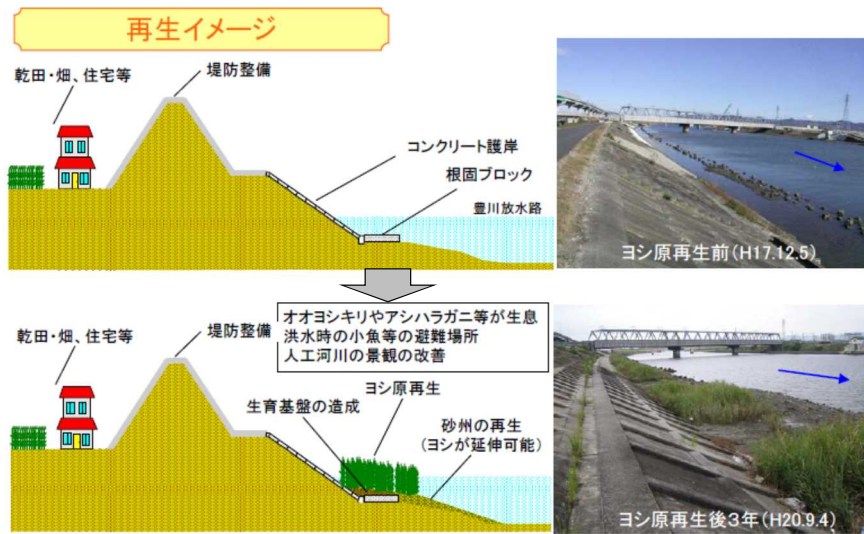 再生イメージ
乾田・畑、住宅等
堤防整備
コンクリート護岸
根固ブロック
豊川放水路
ヨシ原再生前(H17.12.5)
オオヨシキリやアシハラガニ等が生息
洪水時の小魚等の避難場所
人工河川の景観の改善
乾田・畑、住宅等
堤防整備
ヨシ原再生
生育基盤の造成
砂州の再生
(ヨシが延伸可能)
ヨシ原再生後3年(H20.9.4)